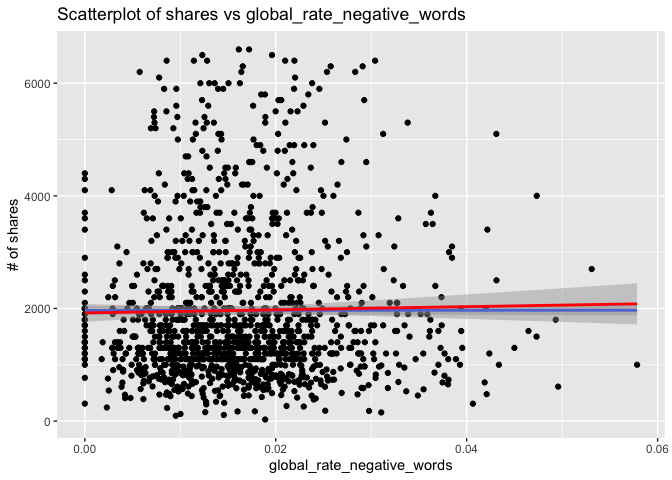 Scatterplot of shares vs global_rate_negative_words
# of shares
6000
4000
2000
0
0.00
0.02
0.04
0.06
global_rate_negative_words